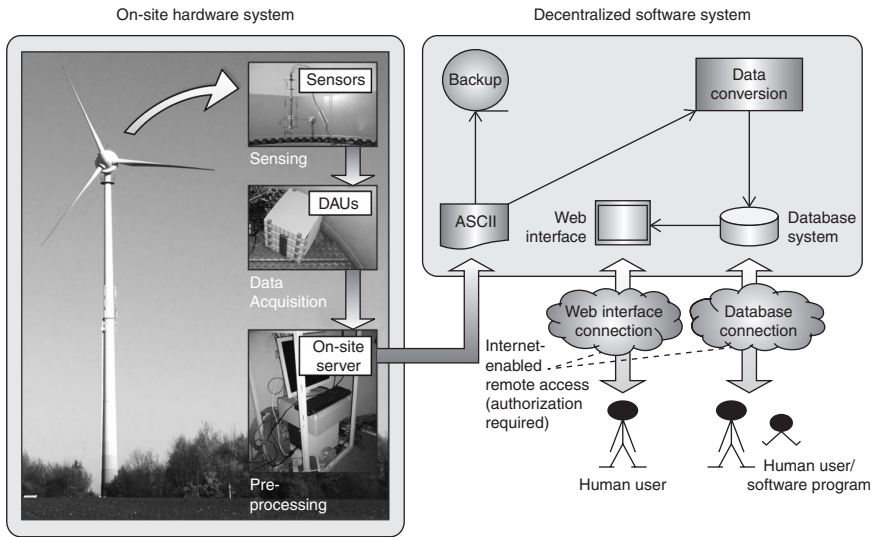 On-site hardware system
Sensors
Sensing
DAUs
Data
Acquisition
On-site
server
Pre-
processing
Decentralized software system
Backup
Data
conversion
ASCII
Web
interface
Database
system
Web interface
connection
Database
connection
Internet-
enabled
remote access
(authorization
required)
Human user
Human user/
software program